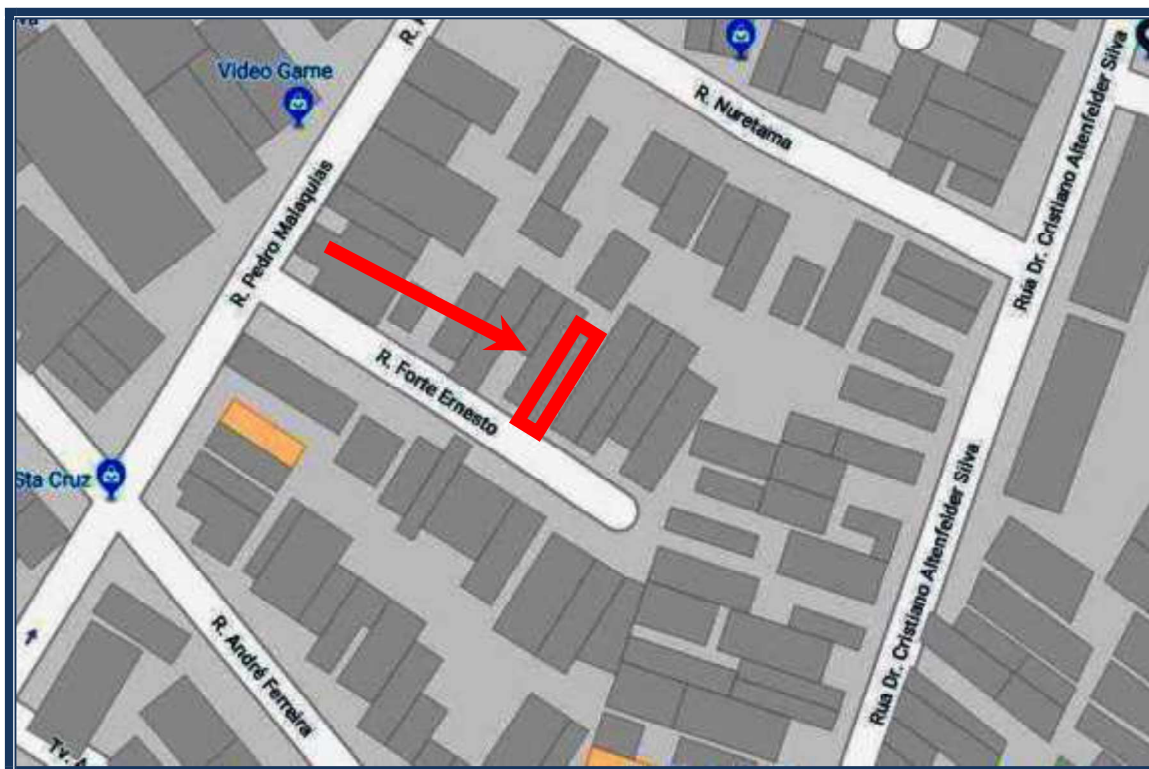 Video Game
R. Nuretama
Rua Dr. Cristiano Altenfelder Silva
R. Pedro Malaquias
R. Forte Ernesto
Sta Cruz
R. André Ferreira
Rua Dr. Cristiano Altenfelder Silva
Tv.